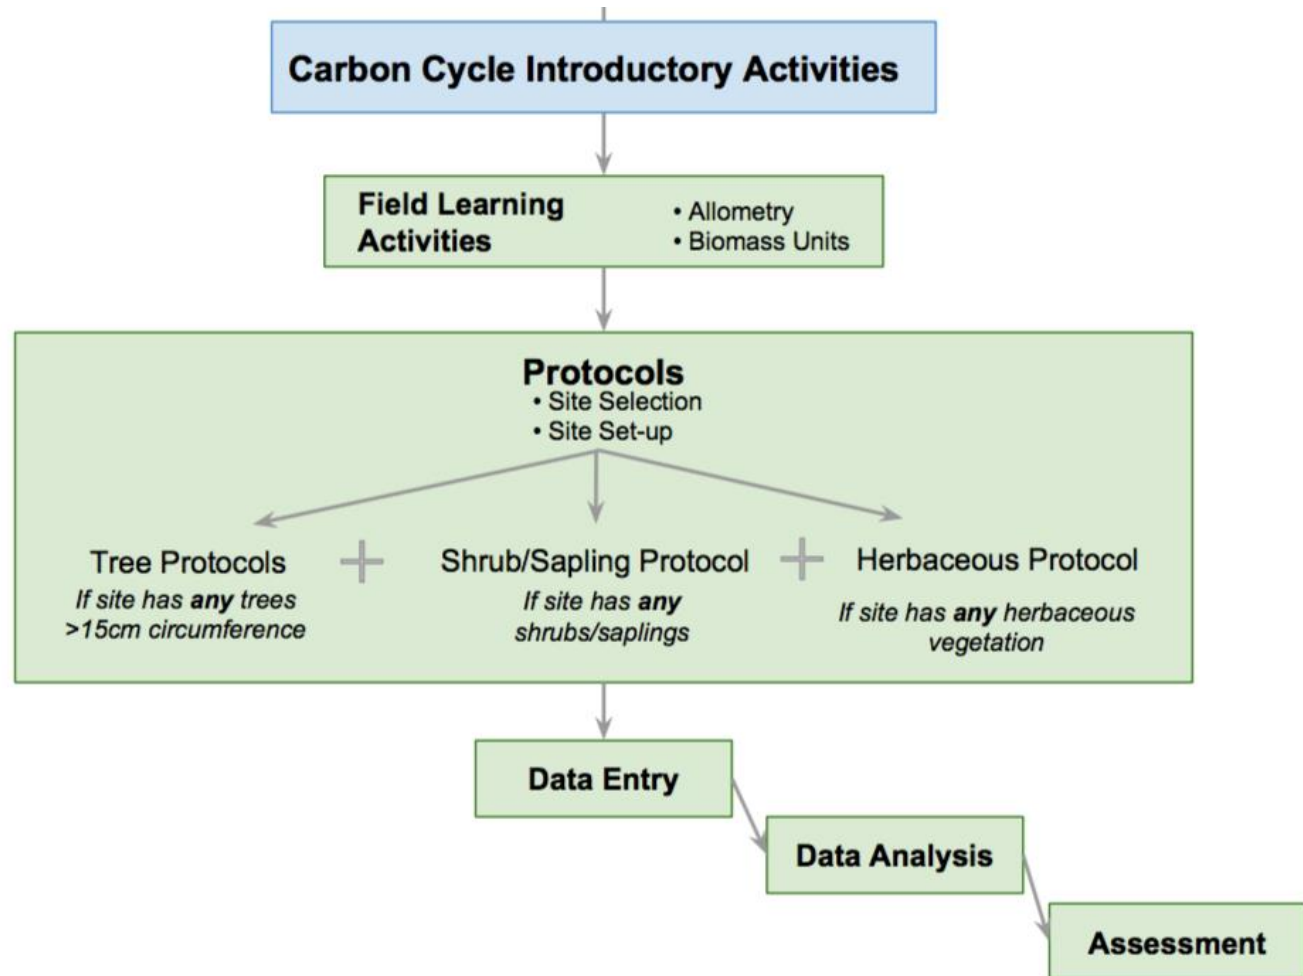 Carbon Cycle Introductory Activities
Field Learning
Activities
• Allometry
• Biomass Units
Protocols
• Site Selection
• Site Set-up
Tree Protocols
If site has any trees
>15cm circumference
Shrub/Sapling Protocol
If site has any
shrubs/saplings
Herbaceous Protocol
If site has any herbaceous
vegetation
Data Entry
Data Analysis
Assessment